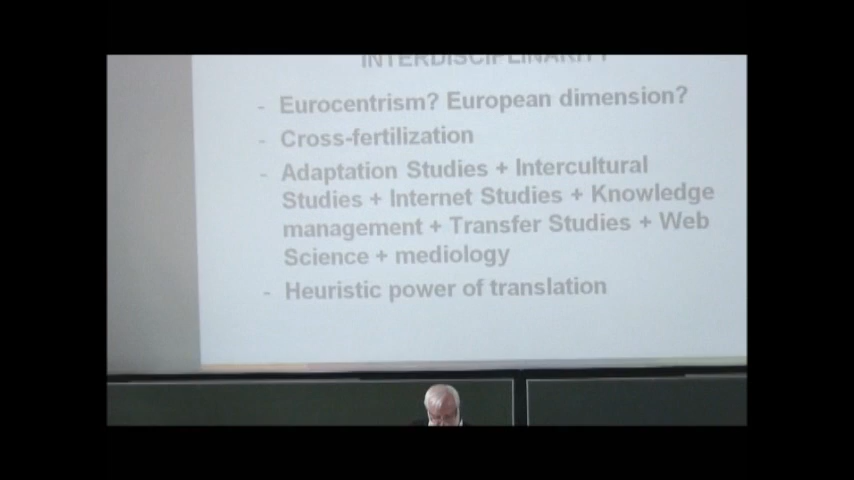 INTERDISCIPLINARITY
- Eurocentrism? European dimension?
- Cross-fertilization
- Adaptation Studies + Intercultural
Studies + Internet Studies + Knowledge
management + Transfer Studies + Web
Science + mediology
- Heuristic power of translation